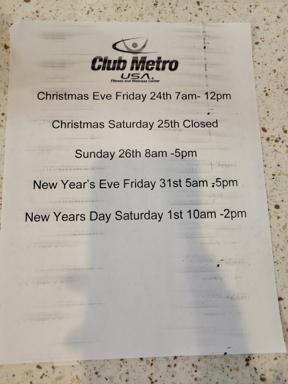 Club Metro
USA®
Fitness and Wellness Center
Christmas Eve Friday 24th 7am- 12pm
Christmas Saturday 25th Closed
Sunday 26th 8am -5pm
New Year's Eve Friday 31st 5am -5pm
New Years Day Saturday 1st 10am -2pm